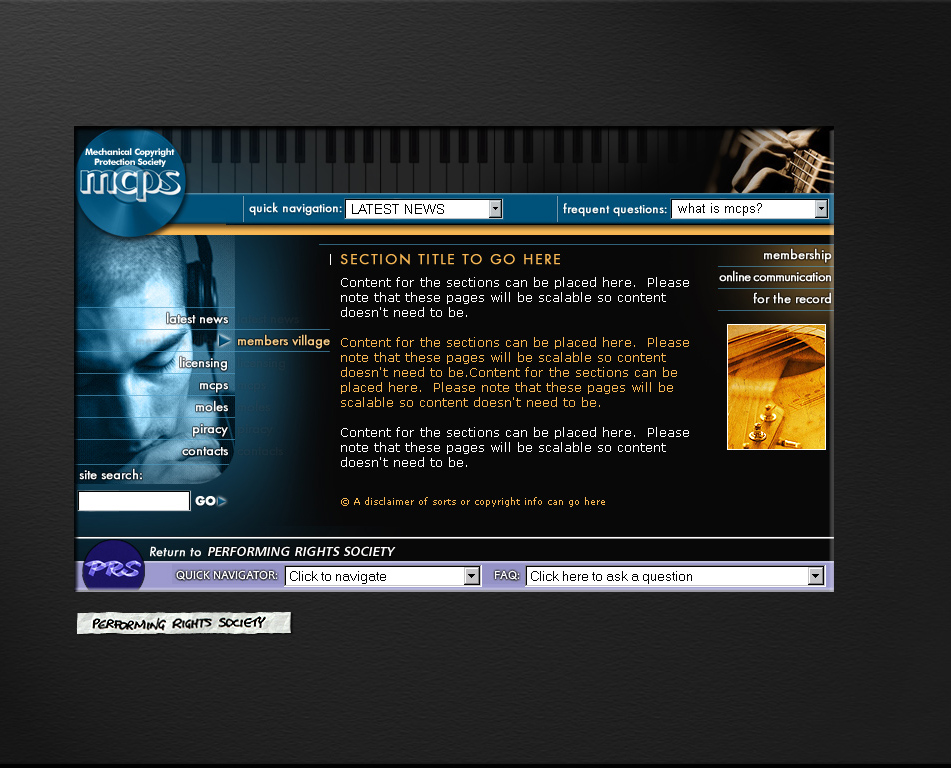 Mechanical Copyright
Protection Society
mcps
quick navigation: LATEST NEWS
frequent questions: what is mcps?
SECTION TITLE TO GO HERE
Content for the sections can be placed here. Please
note that these pages will be scalable so content
doesn't need to be.
Content for the sections can be placed here. Please
note that these pages will be scalable so content
doesn't need to be.Content for the sections can be
placed here. Please note that these pages will be
scalable so content doesn't need to be.
Content for the sections can be placed here. Please
note that these pages will be scalable so content
doesn't need to be.
© A disclaimer of sorts or copyright info can go here
membership
online communication
for the record
latest news
members village
licensing
mcps
moles
piracy
contacts
site search:
GO
Return to PERFORMING RIGHTS SOCIETY
PRS
QUICK NAVIGATOR: Click to navigate
FAQ: Click here to ask a question
PERFORMING RIGHTS SOCIETY